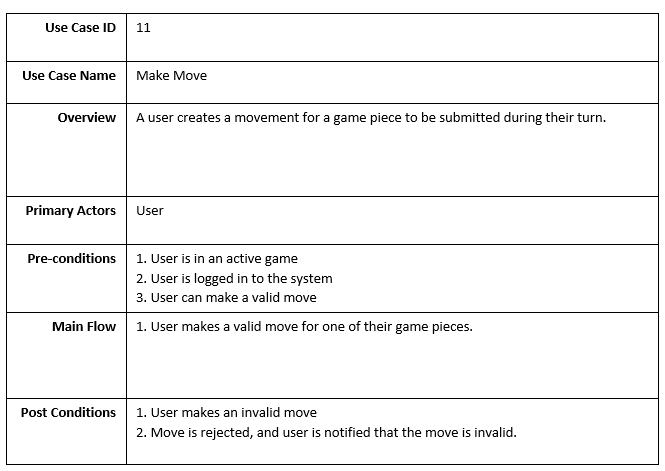 Use Case ID 11
Use Case Name Make Move
Overview A user creates a movement for a game piece to be submitted during their turn.
Primary Actors User
Pre-conditions 1. User is in an active game
2. User is logged in to the system
3. User can make a valid move
Main Flow 1. User makes a valid move for one of their game pieces.
Post Conditions 1. User makes an invalid move
2. Move is rejected, and user is notified that the move is invalid.